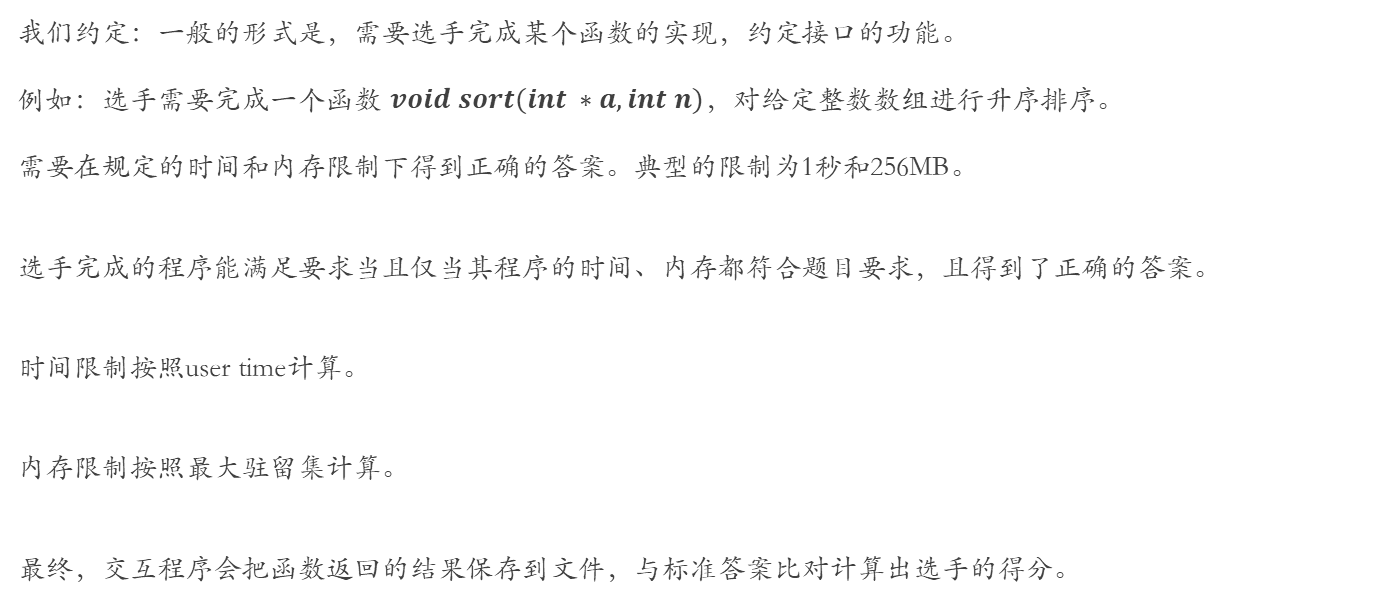 我们约定：一般的形式是，需要选手完成某个函数的实现，约定接口的功能。
例如：选手需要完成一个函数 void sort(int * a, int n)，对给定整数数组进行升序排序。
需要在规定的时间和内存限制下得到正确的答案。典型的限制为1秒和256MB。
选手完成的程序能满足要求当且仅当其程序的时间、内存都符合题目要求，且得到了正确的答案。
时间限制按照user time计算。
内存限制按照最大驻留集计算。
最终，交互程序会把函数返回的结果保存到文件，与标准答案比对计算出选手的得分。